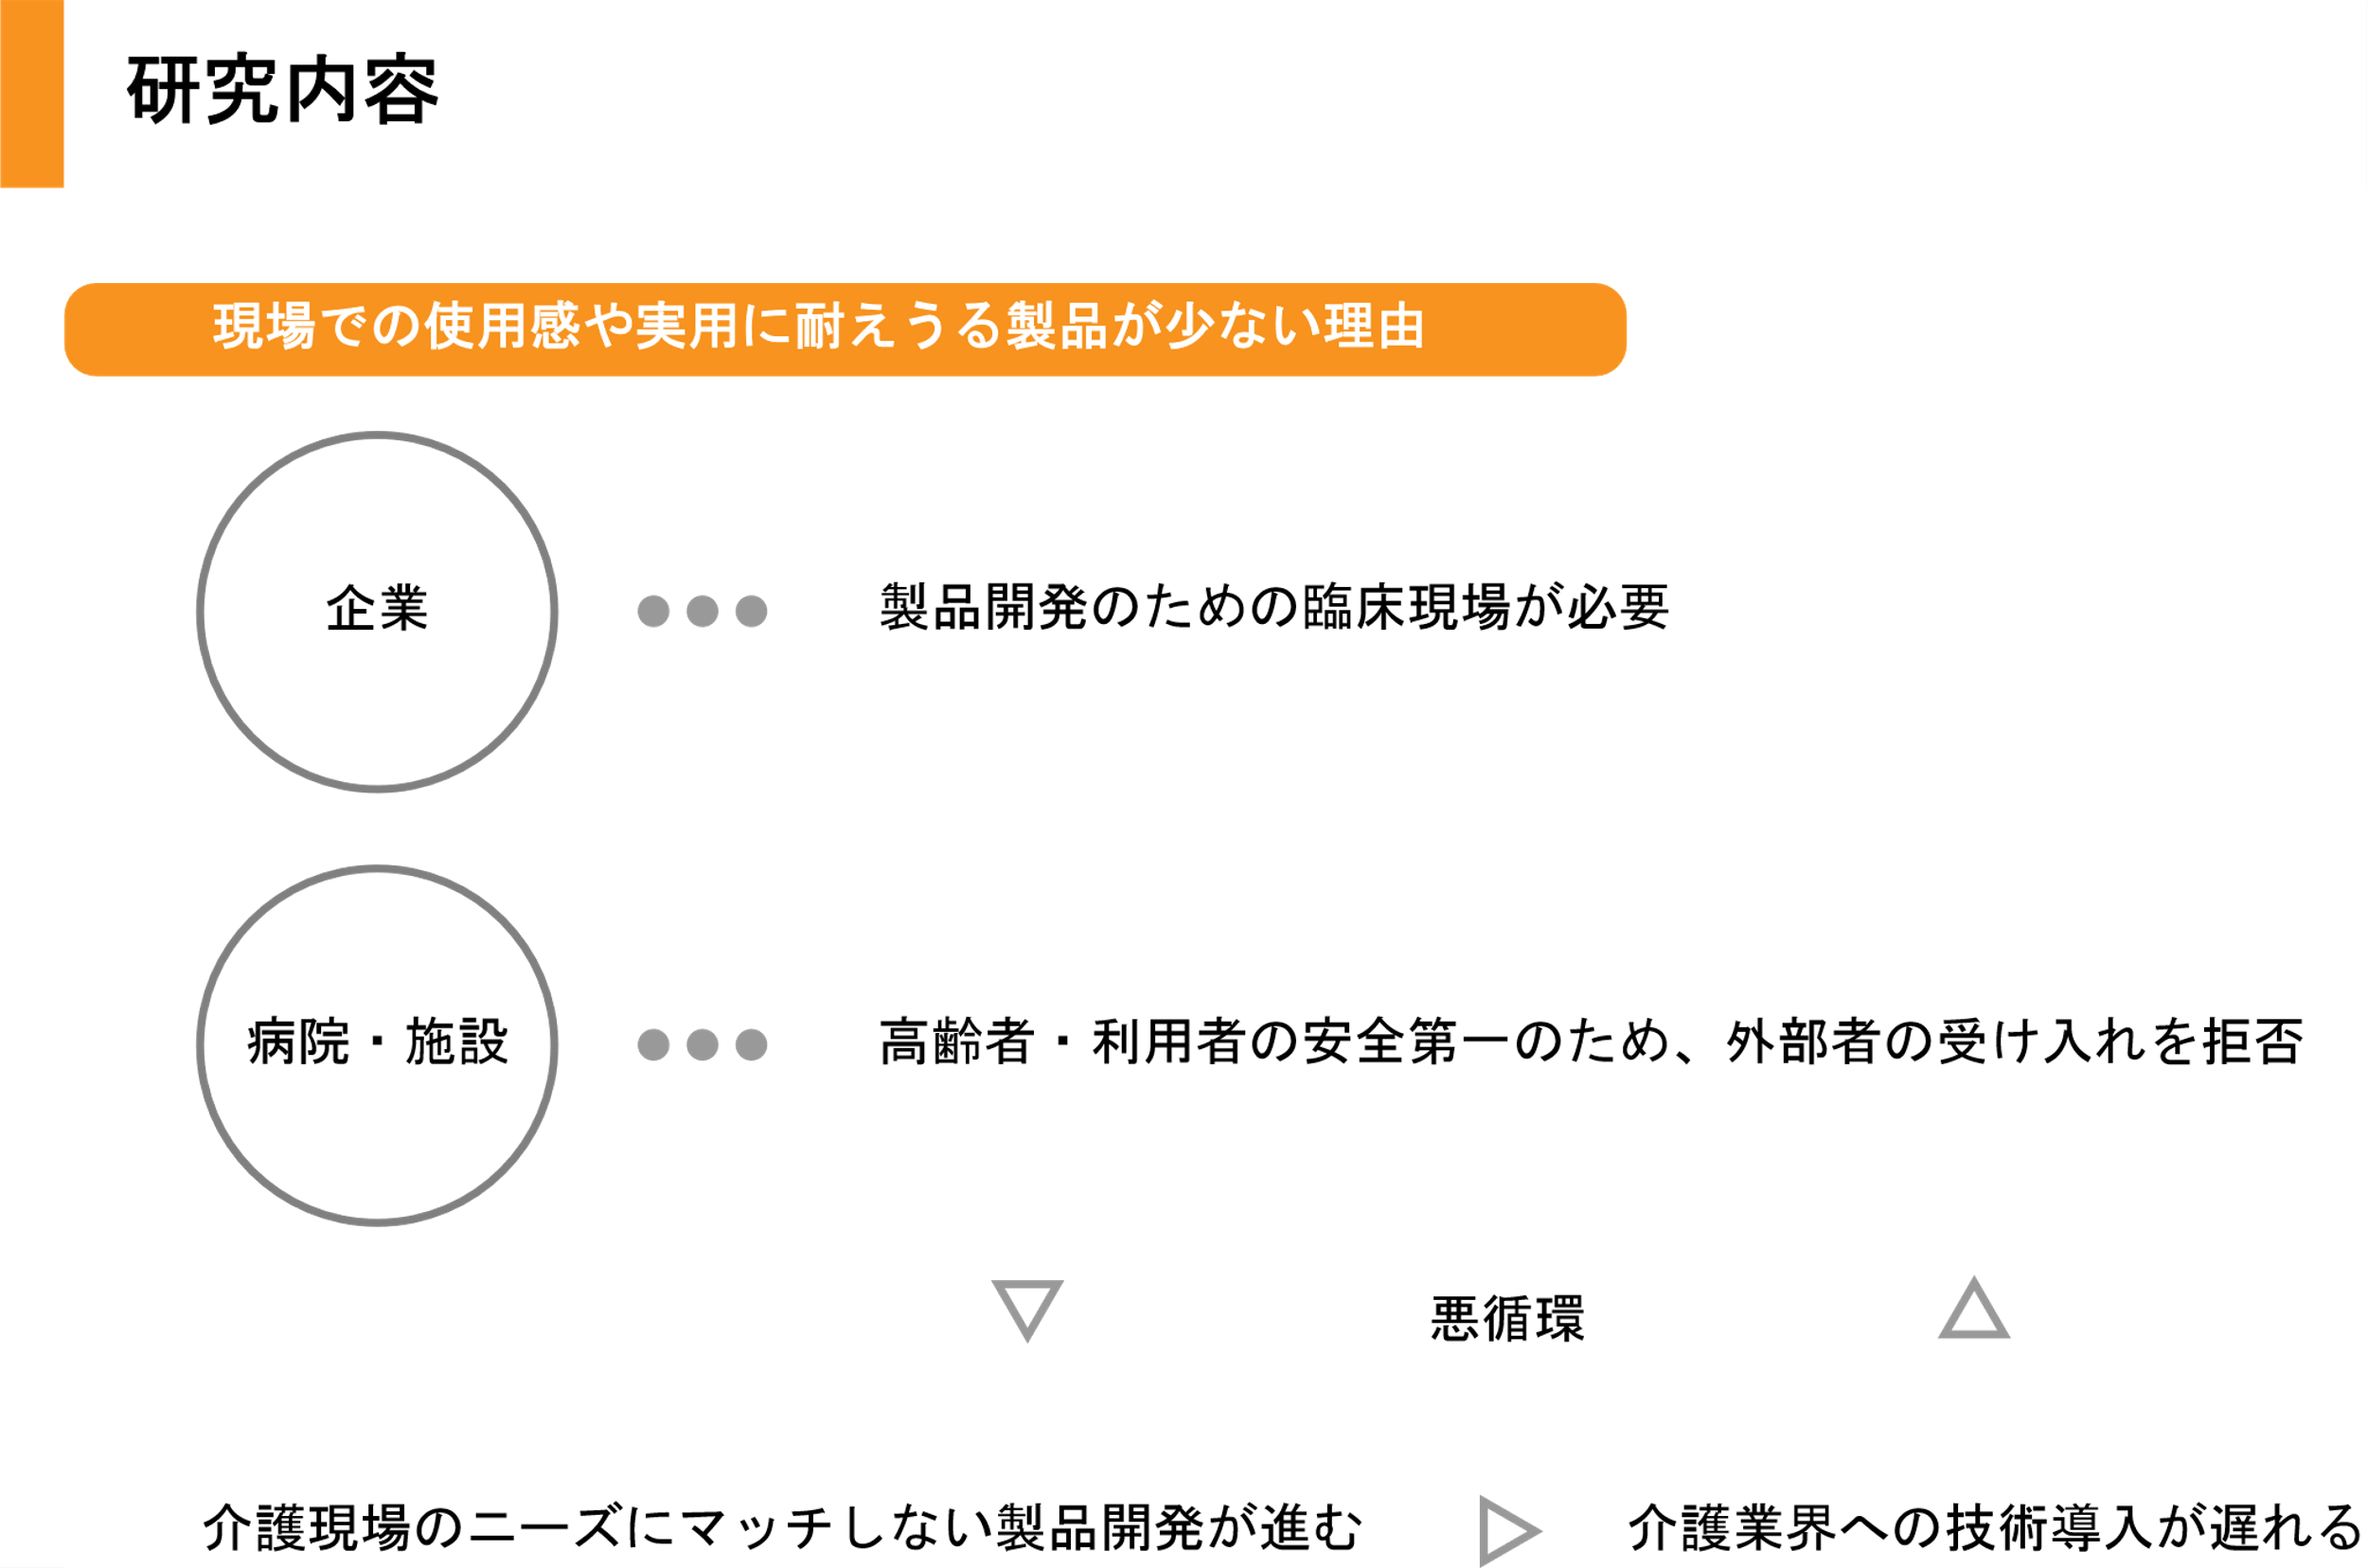 研究内容
現場での使用感や実用に耐えうる製品が少ない理由
企業
製品開発のための臨床現場が必要
病院・施設
高齢者・利用者の安全第一のため、外部者の受け入れを拒否
悪循環
介護現場のニーズにマッチしない製品開発が進む
介護業界への技術導入が遅れる